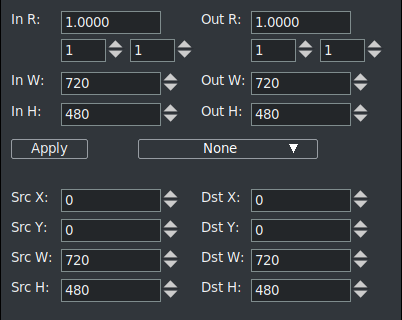 In R: 1.0000 Out R: 1.0000
1 1 1 1
In W: 720 Out W: 720
In H: 480 Out H: 480
Apply None
Src X: 0 Dst X: 0
Src Y: 0 Dst Y: 0
Src W: 720 Dst W: 720
Src H: 480 Dst H: 480